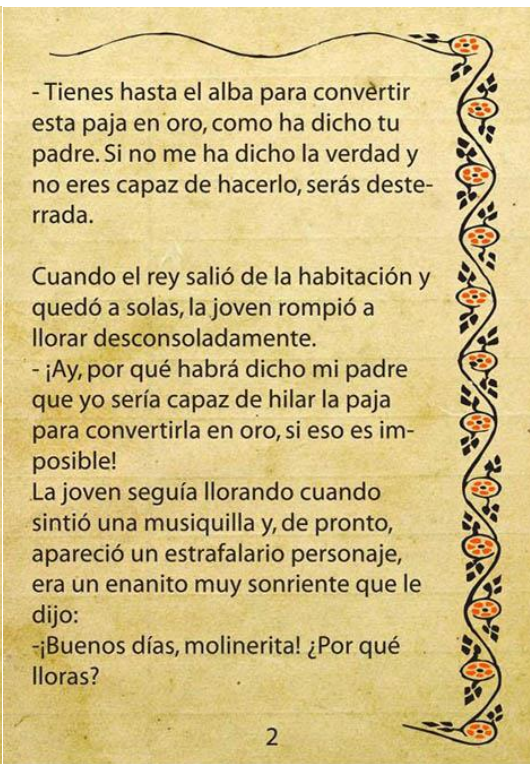 - Tienes hasta el alba para convertir
esta paja en oro, como ha dicho tu
padre. Si no me ha dicho la verdad y
no eres capaz de hacerlo, serás deste-
rrada.
Cuando el rey salió de la habitación y
quedó a solas, la joven rompió a
llorar desconsoladamente.
- ¡Ay, por qué habrá dicho mi padre
que yo sería capaz de hilar la paja
para convertirla en oro, si eso es im-
posible!
La joven seguía llorando cuando
sintió una musiquilla y, de pronto,
apareció un estrafalario personaje,
era un enanito muy sonriente que le
dijo:
-¡Buenos días, molinerita! ¿Por qué
lloras?
2